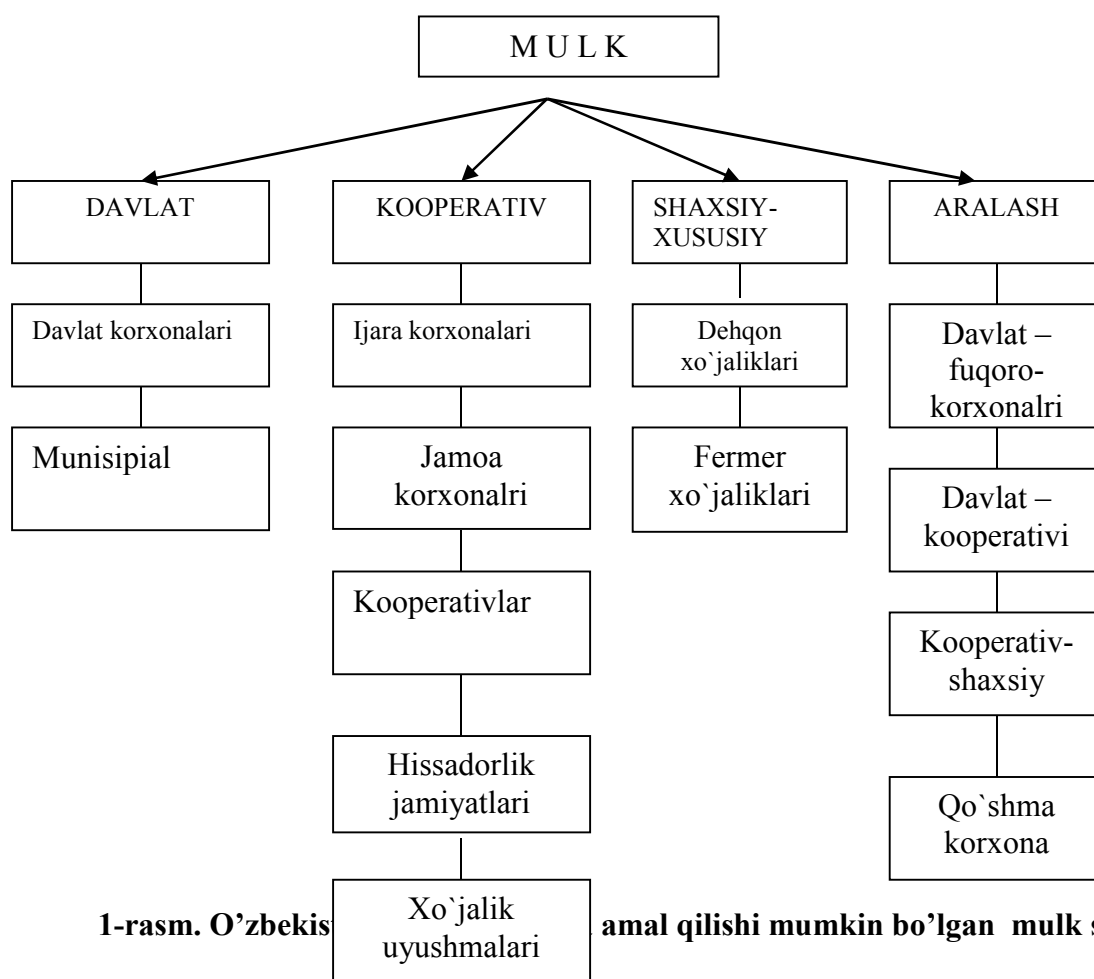 M U L K
DAVLAT
KOOPERATIV
SHAXSIY-
XUSUSIY
ARALASH
Davlat korxonalari
Ijara korxonalari
Dehqon
xo`jaliklari
Davlat –
fuqoro-
korxonalri
Munisipial
Jamoa
korxonalri
Fermer
xo`jaliklari
Davlat –
kooperativi
Kooperativlar
Kooperativ-
shaxsiy
Hissadorlik
jamiyatlari
Qo`shma
korxona
Xo`jalik
uyushmalari
1-rasm. amal qilishi mumkin bo’lgan mulk